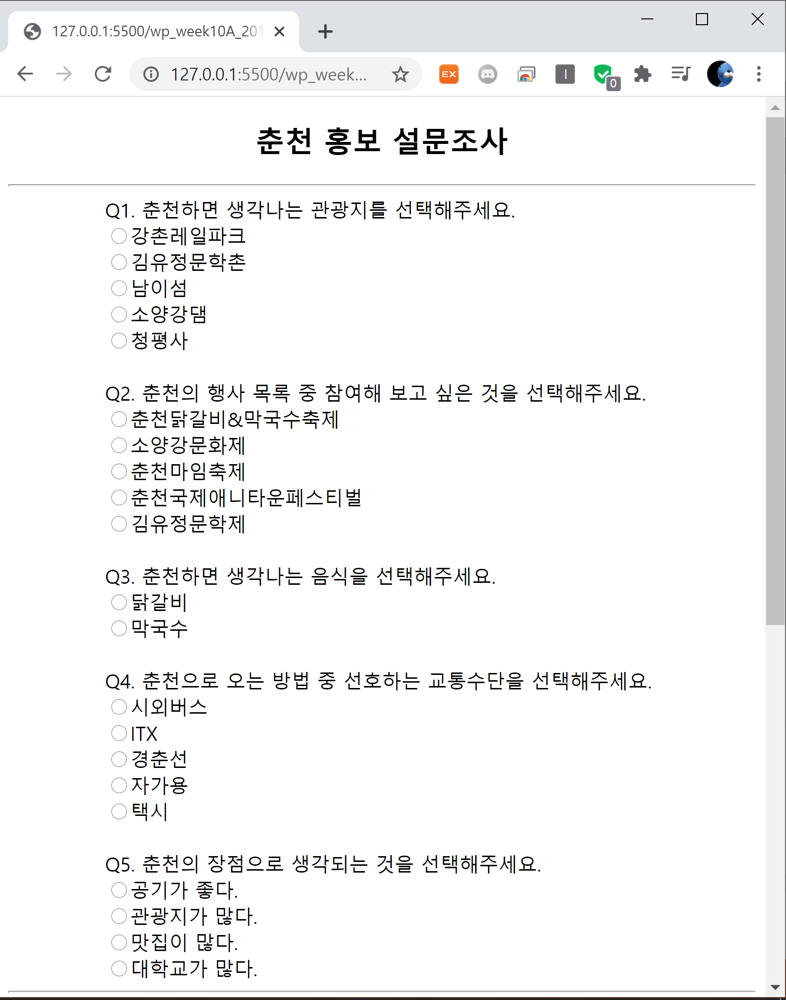 127.0.0.1:5500/wp_week10A_201
127.0.0.1:5500/wp_week...
EX
I
0
춘천 홍보 설문조사
Q1. 춘천하면 생각나는 관광지를 선택해주세요.
강촌레일파크
김유정문학촌
남이섬
소양강댐
청평사
Q2. 춘천의 행사 목록 중 참여해 보고 싶은 것을 선택해주세요.
춘천닭갈비&막국수축제
소양강문화제
춘천마임축제
춘천국제애니타운페스티벌
김유정문학제
Q3. 춘천하면 생각나는 음식을 선택해주세요.
닭갈비
막국수
Q4. 춘천으로 오는 방법 중 선호하는 교통수단을 선택해주세요.
시외버스
ITX
경춘선
자가용
택시
Q5. 춘천의 장점으로 생각되는 것을 선택해주세요.
공기가 좋다.
관광지가 많다.
맛집이 많다.
대학교가 많다.